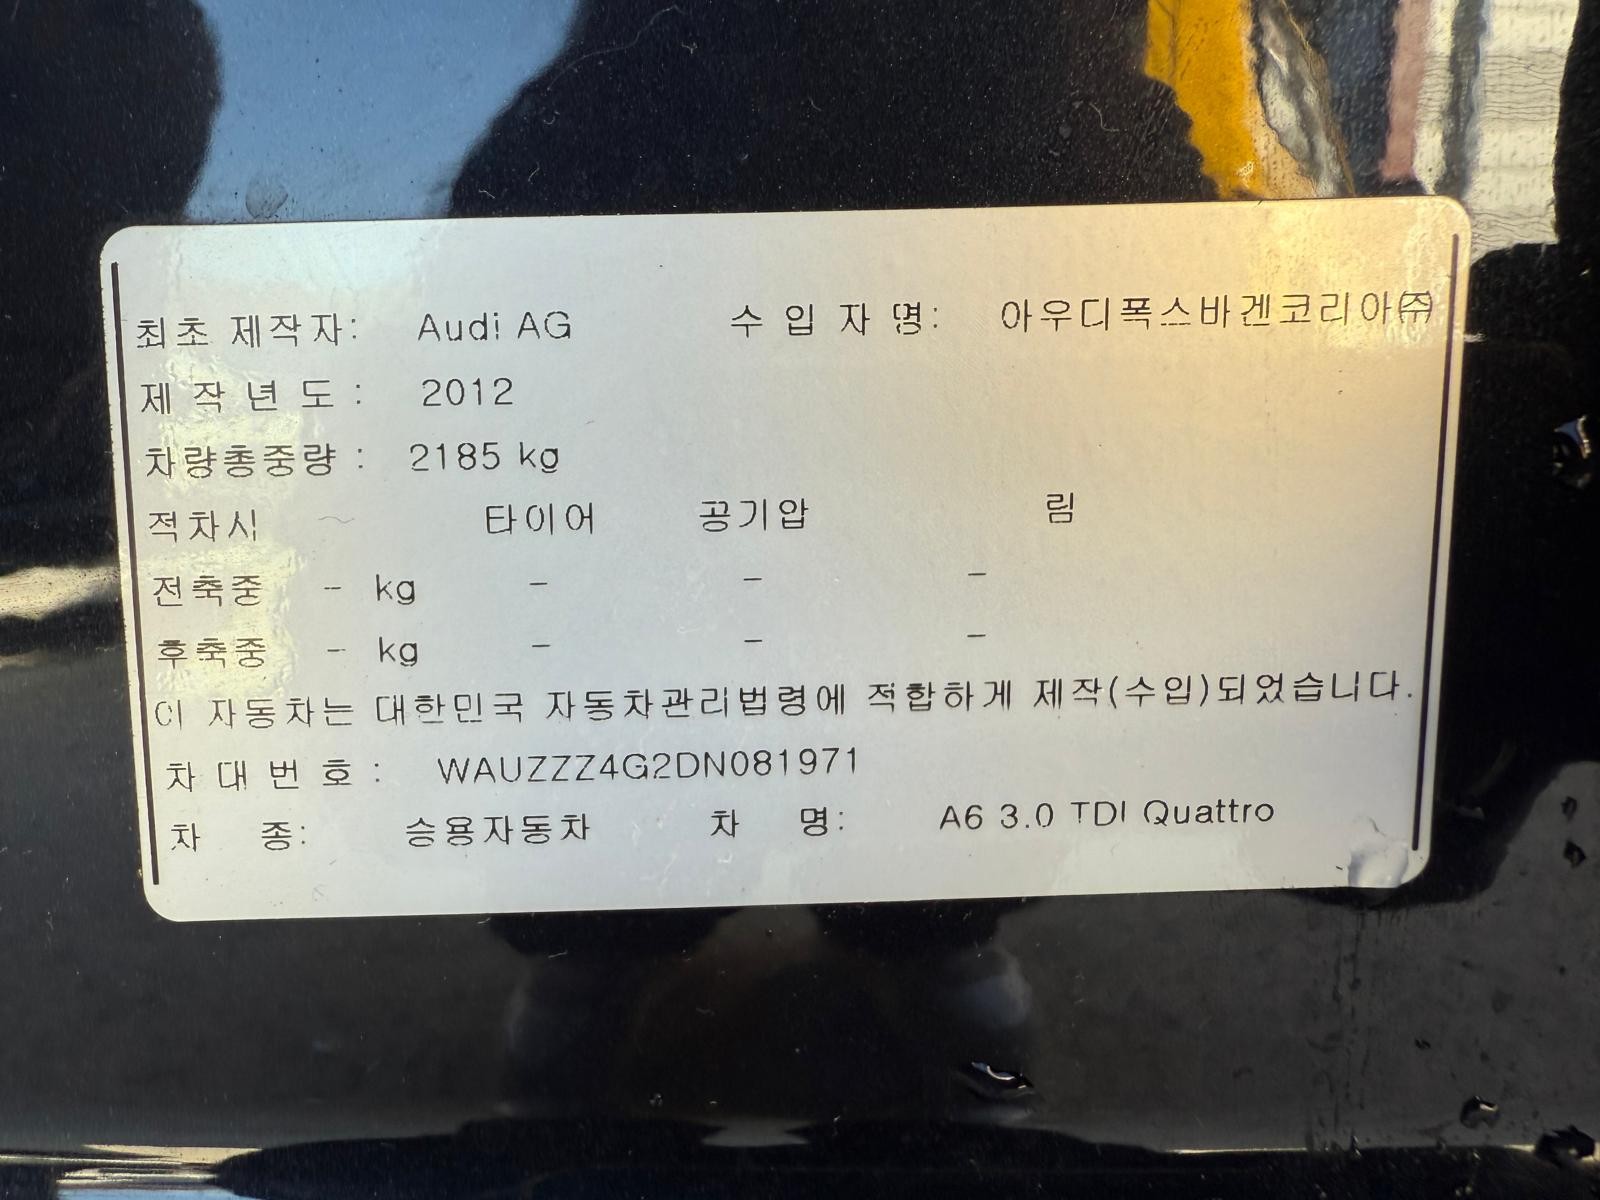 최초 제작자: Audi AG 수 입 자 명: 아우디폭스바겐코리아㈜
제 작 년 도 : 2012
차량총중량 : 2185 kg
적차시 타이어 공기압 림
전축중 - kg - - -
후축중 - kg - - -
이 자동차는 대한민국 자동차관리법령에 적합하게 제작(수입)되었습니다.
차 대 번 호 : WAUZZZ4G2DN081971
차 종: 승용자동차 차 명: A6 3.0 TDI Quattro